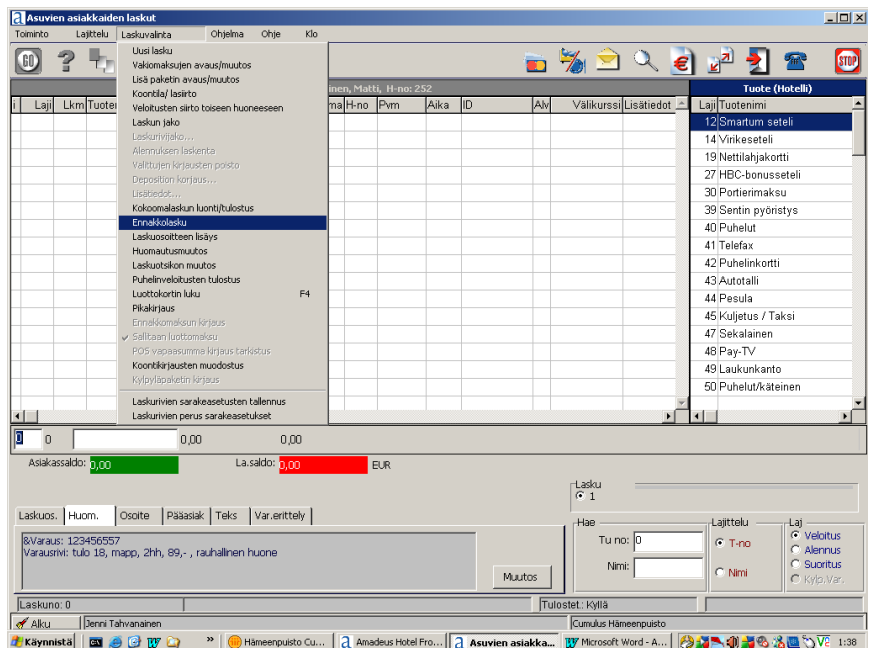 Asuvien asiakkaiden laskut
Toiminto Lajittelu Laskuvalinta Ohjelma Ohje Klo
GO ? STOP
Uusi lasku
Vakiomaksujen avaus/muutos
Lisä paketin avaus/muutos
Koontila/ lasiirto
Veloitusten siirto toiseen huoneeseen
Laskun jako
Laskurivijako...
Alennuksen laskenta
Valittujen kirjausten poisto
Deposition korjaus...
Lisätiedot...
Kokoomalaskun luonti/tulostus
Ennakkolasku
Laskuosoitteen lisäys
Huomautusmuutos
Laskuotsikon muutos
Puhelinveloitusten tulostus
Luottokortin luku F4
Pikakirjaus
Ennakkomaksun kirjaus
Sallitaan luottomaksu
POS-vapaasumma kirjaus tarkistus
Koontikirjausten muodostus
Kylpyläpaketin kirjaus
Laskurivien sarakeasetusten tallennus
Laskurivien perus sarakeasetukset
inen, Matti, H-no: 252
i Laji Lkm Tuoter ma H-no Pvm Aika ID Alv Välikurssi Lisätiedot
Tuote (Hotelli)
Laji Tuotenimi
12 Smartum seteli
14 Virikeseteli
19 Nettilahjakortti
27 HBC-bonusseteli
30 Portierimaksu
39 Sentin pyöristys
40 Puhelut
41 Telefax
42 Puhelinkortti
43 Autotalli
44 Pesula
45 Kuljetus / Taksi
47 Sekalainen
48 Pay-TV
49 Laukunkanto
50 Puhelut/käteinen
0 0 0,00 0,00
Asiakassaldo: 0,00 La.saldo: 0,00 EUR
Lasku
1
Laskuos. Huom. Osoite Pääasiak Teks Var.erittely
&Varaus: 123456557
Varausrivi: tulo 18, mapp, 2hh, 89,- , rauhallinen huone
Muutos
Hae
Tu no: 0
Nimi:
Lajittelu
T-no
Nimi
Laj
Veloitus
Alennus
Suoritus
Kylp.Var.
Laskuno: 0 Tulostet.: Kyllä
Alku Jenni Tahvanainen Cumulus Hämeenpuisto
Käynnistä » Hämeenpuisto Cu... Amadeus Hotel Fro... Asuvien asiakka... Microsoft Word - A... 1:38